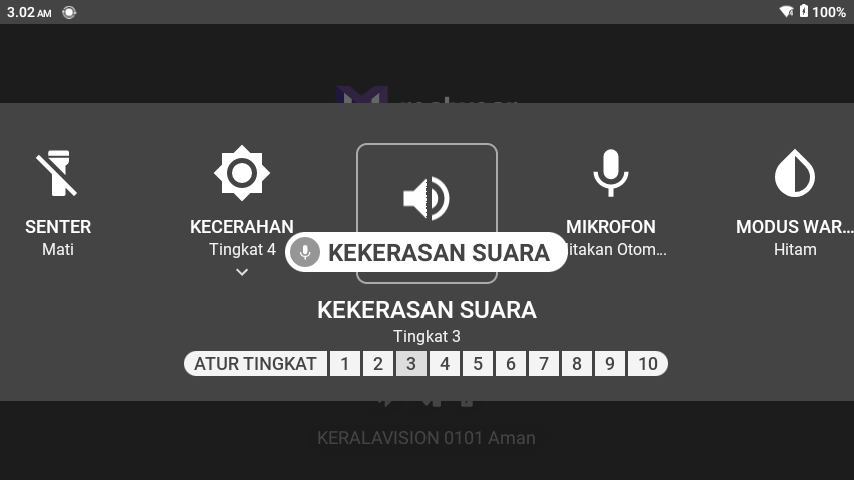 3.02 AM
100%
SENTER
Mati
KECERAHAN
Tingkat 4
KEKERASAN SUARA
MIKROFON
itakan Otom...
MODUS WAR...
Hitam
KEKERASAN SUARA
Tingkat 3
ATUR TINGKAT 1 2 3 4 5 6 7 8 9 10
KERALAVISION 0101 Aman